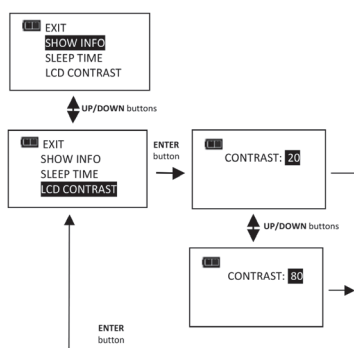 EXIT
SHOW INFO
SLEEP TIME
LCD CONTRAST
UP/DOWN buttons
EXIT
SHOW INFO
SLEEP TIME
LCD CONTRAST
ENTER
button
CONTRAST: 20
UP/DOWN buttons
CONTRAST: 80
ENTER
button